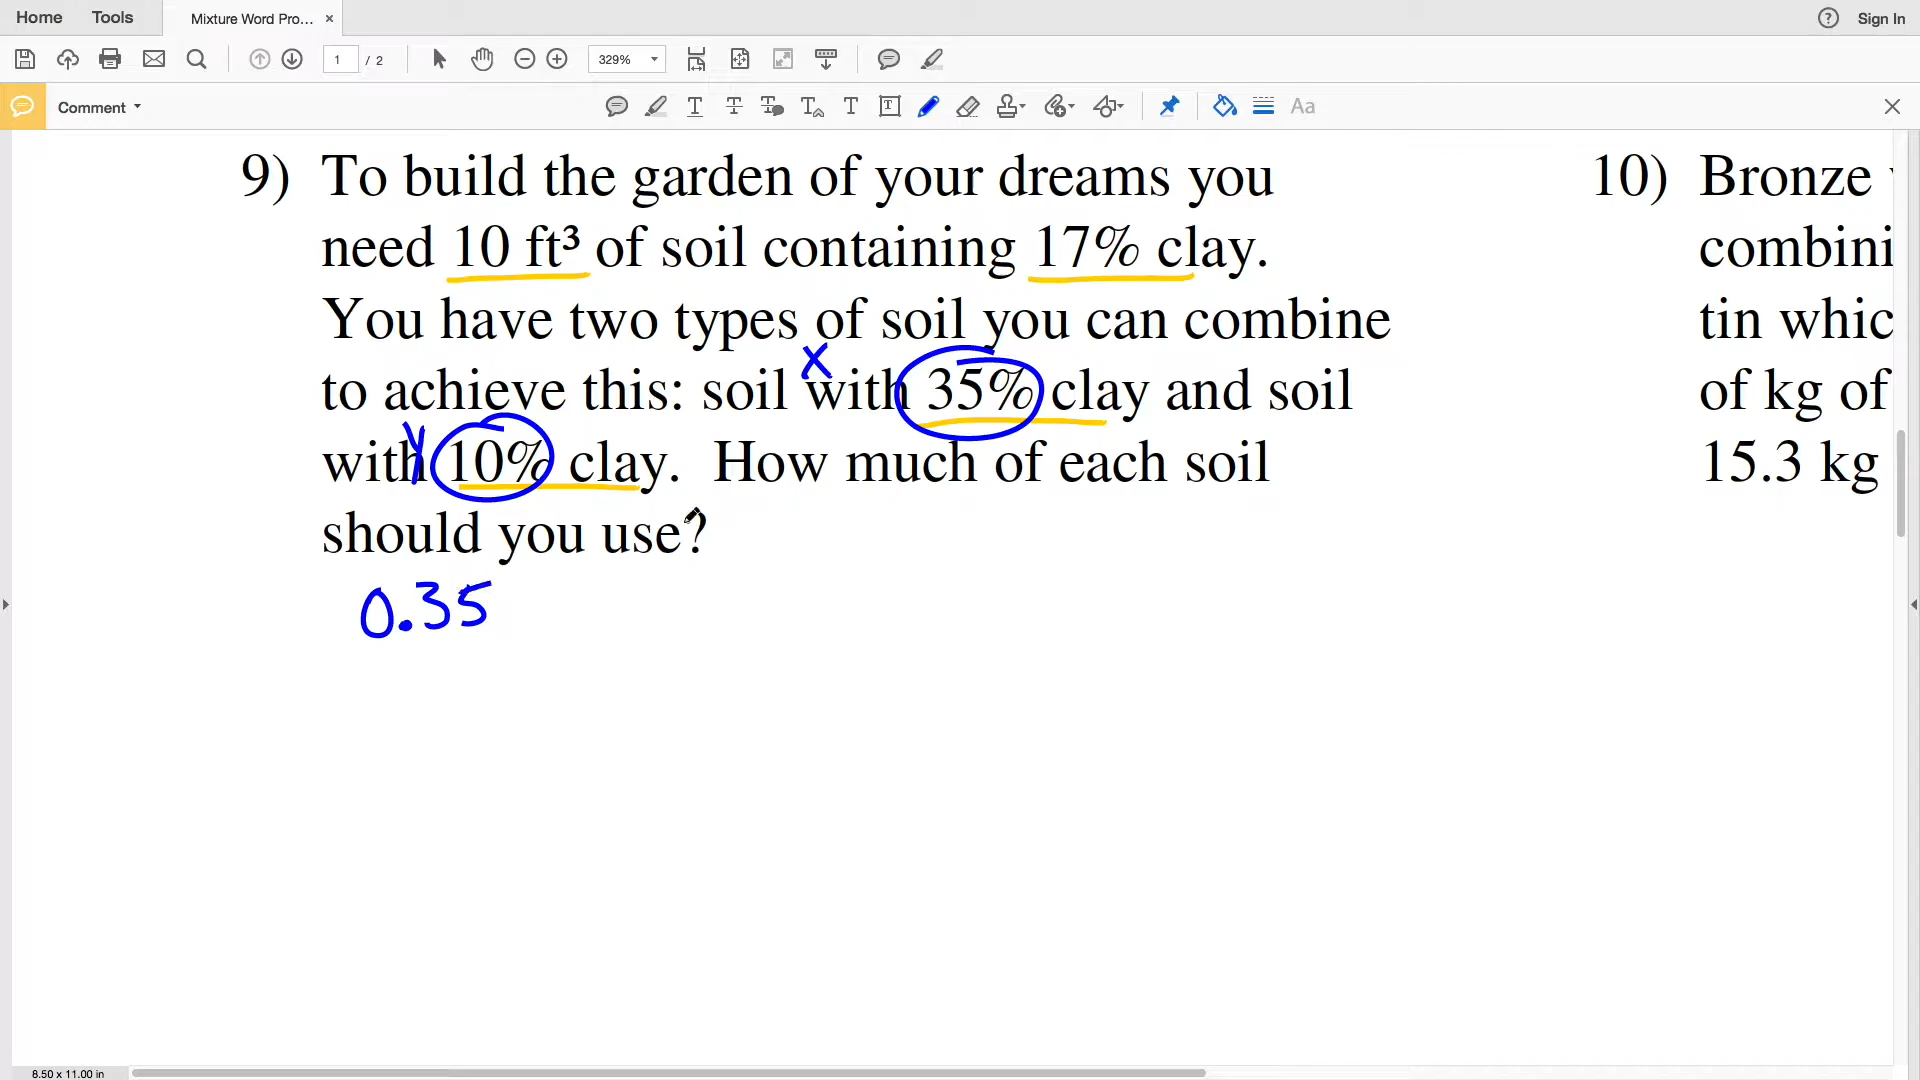 Home Tools Mixture Word Pro... × Sign In
1 / 2 329%
Comment Aa
9) To build the garden of your dreams you
need 10 ft³ of soil containing 17% clay.
You have two types of soil you can combine
x
to achieve this: soil with 35% clay and soil
y
with 10% clay. How much of each soil
should you use?
0.35
10) Bronze
combini
tin whic
of kg of
15.3 kg
8.50 x 11.00 in